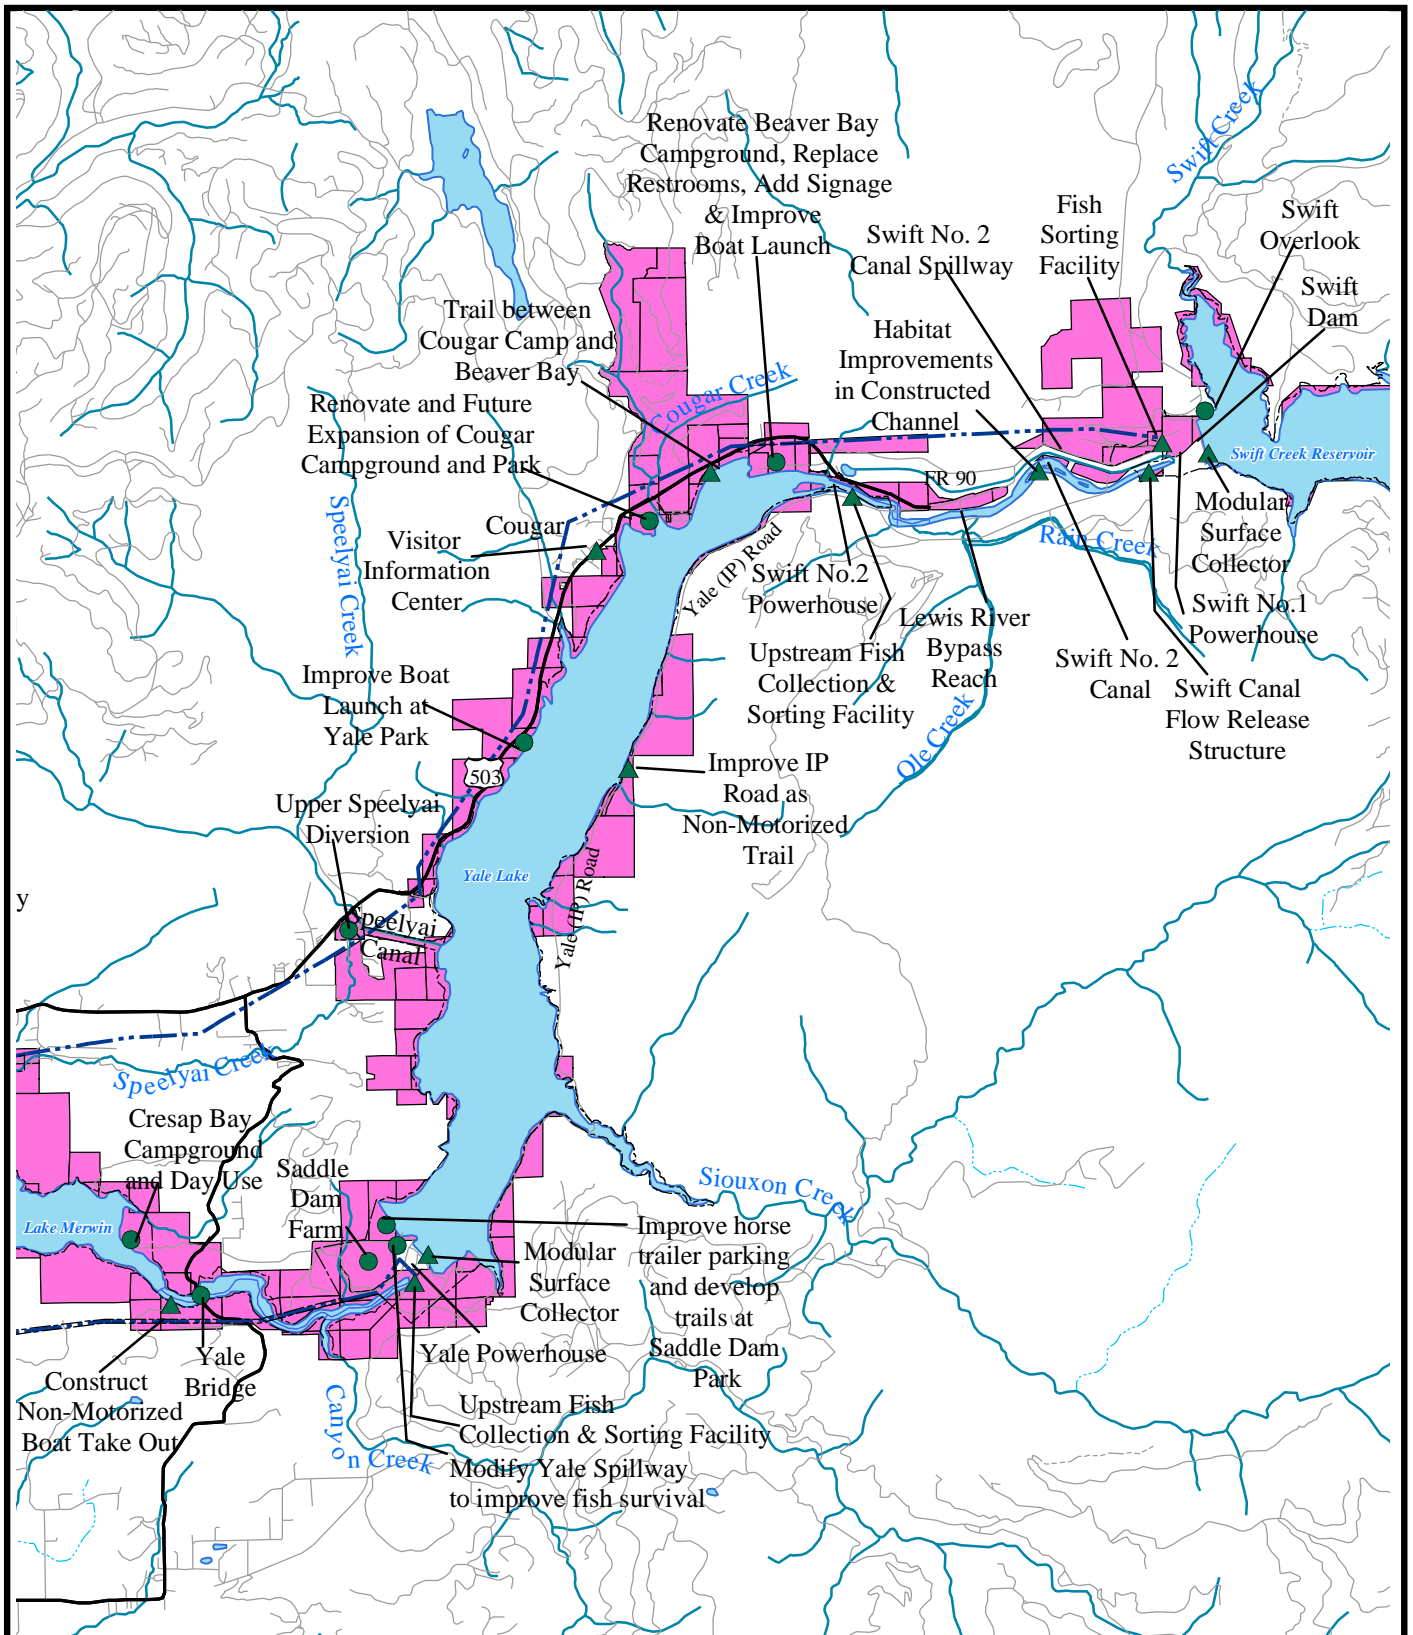 Renovate Beaver Bay
Campground, Replace
Restrooms, Add Signage
& Improve
Boat Launch
Swift Creek
Fish
Sorting
Facility
Swift
Overlook
Swift No. 2
Canal Spillway
Swift
Dam
Trail between
Cougar Camp and
Beaver Bay
Habitat
Improvements
in Constructed
Channel
Cougar Creek
Renovate and Future
Expansion of Cougar
Campground and Park
Swift Creek Reservoir
FR 90
Speelyai Creek
Cougar
Visitor
Information
Center
Modular
Surface
Collector
Rain Creek
Yale (IP) Road
Swift No.2
Powerhouse
Swift No.1
Powerhouse
Lewis River
Bypass
Reach
Upstream Fish
Collection &
Sorting Facility
Swift No. 2
Canal
Swift Canal
Flow Release
Structure
Improve Boat
Launch at
Yale Park
Ole Creek
503
Improve IP
Road as
Non-Motorized
Trail
Upper Speelyai
Diversion
Yale Lake
y
Yale (IP) Road
Speelyai
Canal
Speelyai Creek
Cresap Bay
Campground
and Day Use
Saddle
Dam
Farm
Siouxon Creek
Lake Merwin
Improve horse
trailer parking
and develop
trails at
Saddle Dam
Park
Modular
Surface
Collector
Yale Powerhouse
Yale
Bridge
Construct
Non-Motorized
Boat Take Out
Canyon Creek
Upstream Fish
Collection & Sorting Facility
Modify Yale Spillway
to improve fish survival